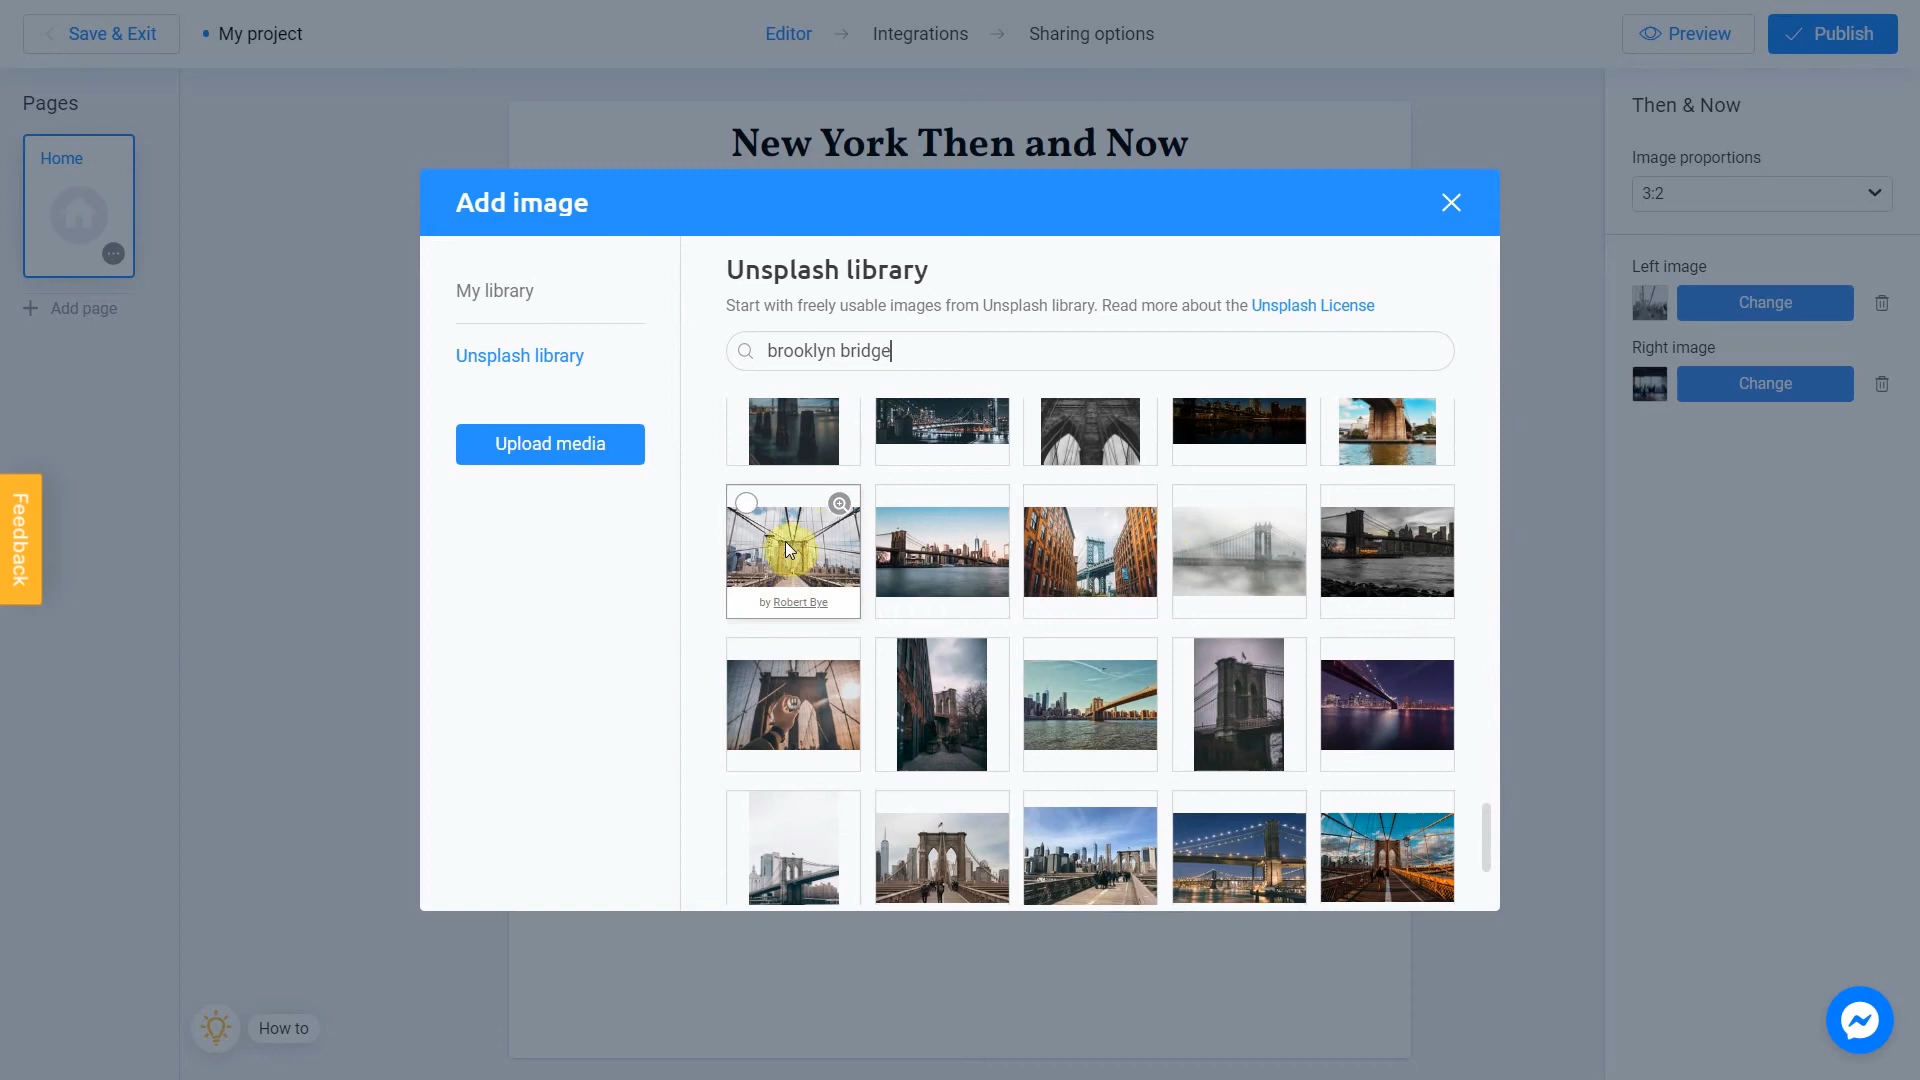 Save & Exit
My project
Editor
Integrations
Sharing options
Preview
Publish
Pages
Home
Add page
New York Then and Now
Then & Now
Image proportions
3:2
Left image
Change
Right image
Change
Add image
My library
Unsplash library
Upload media
Unsplash library
Start with freely usable images from Unsplash library. Read more about the Unsplash License
brooklyn bridge
by Robert Bye
Feedback
How to